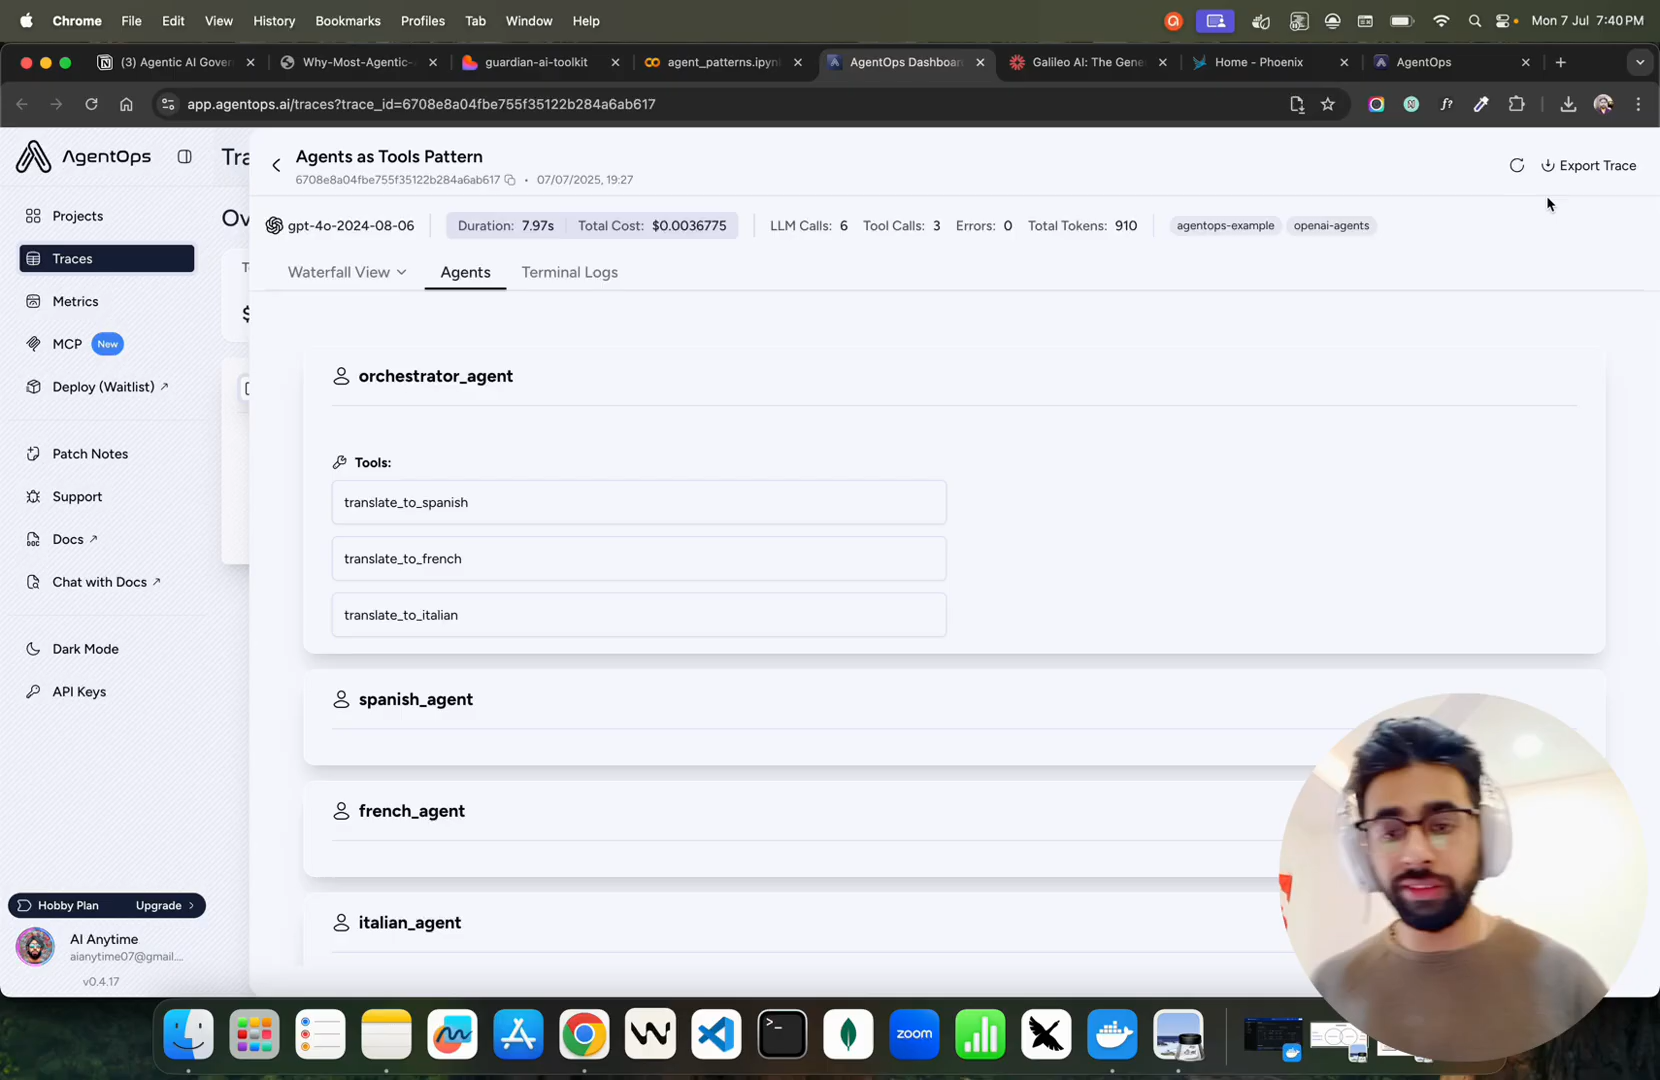 Chrome File Edit View History Bookmarks Profiles Tab Window Help Mon 7 Jul 7:40 PM
(3) Agentic AI Gover Why-Most-Agentic- guardian-ai-toolkit agent_patterns.ipyn AgentOps Dashboar Galileo AI: The Gene Home - Phoenix AgentOps
app.agentops.ai/traces?trace_id=6708e8a04fbe755f35122b284a6ab617
AgentOps
Projects
Traces
Metrics
MCP New
Deploy (Waitlist)
Patch Notes
Support
Docs
Chat with Docs
Dark Mode
API Keys
Hobby Plan Upgrade
AI Anytime
aianytime07@gmail....
v0.4.17
Tra
Ov
$
Agents as Tools Pattern
6708e8a04fbe755f35122b284a6ab617 • 07/07/2025, 19:27
Export Trace
gpt-4o-2024-08-06 Duration: 7.97s Total Cost: $0.0036775 LLM Calls: 6 Tool Calls: 3 Errors: 0 Total Tokens: 910 agentops-example openai-agents
Waterfall View Agents Terminal Logs
orchestrator_agent
Tools:
translate_to_spanish
translate_to_french
translate_to_italian
spanish_agent
french_agent
italian_agent
zoom